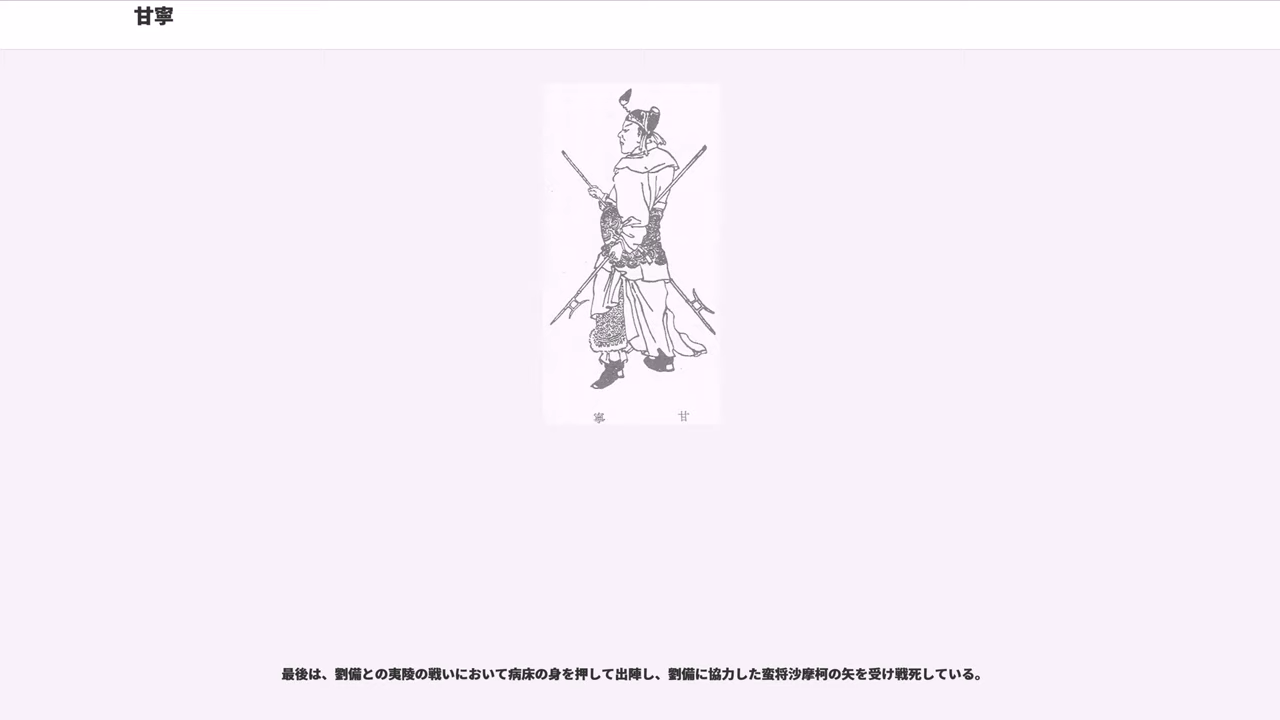 甘寧
寧 甘
最後は、劉備との夷陵の戦いにおいて病床の身を押して出陣し、劉備に協力した蛮将沙摩柯の矢を受け戦死している。